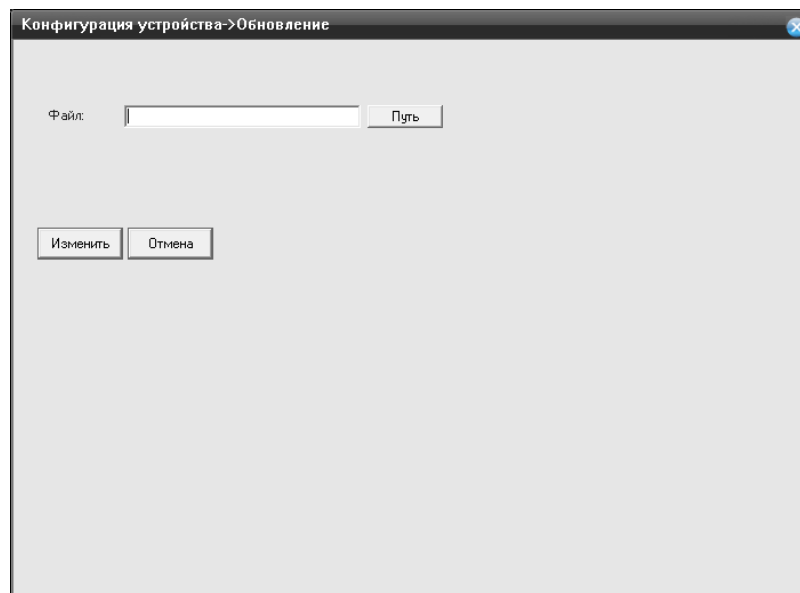 Конфигурация устройства->Обновление
Файл:
Путь
Изменить
Отмена